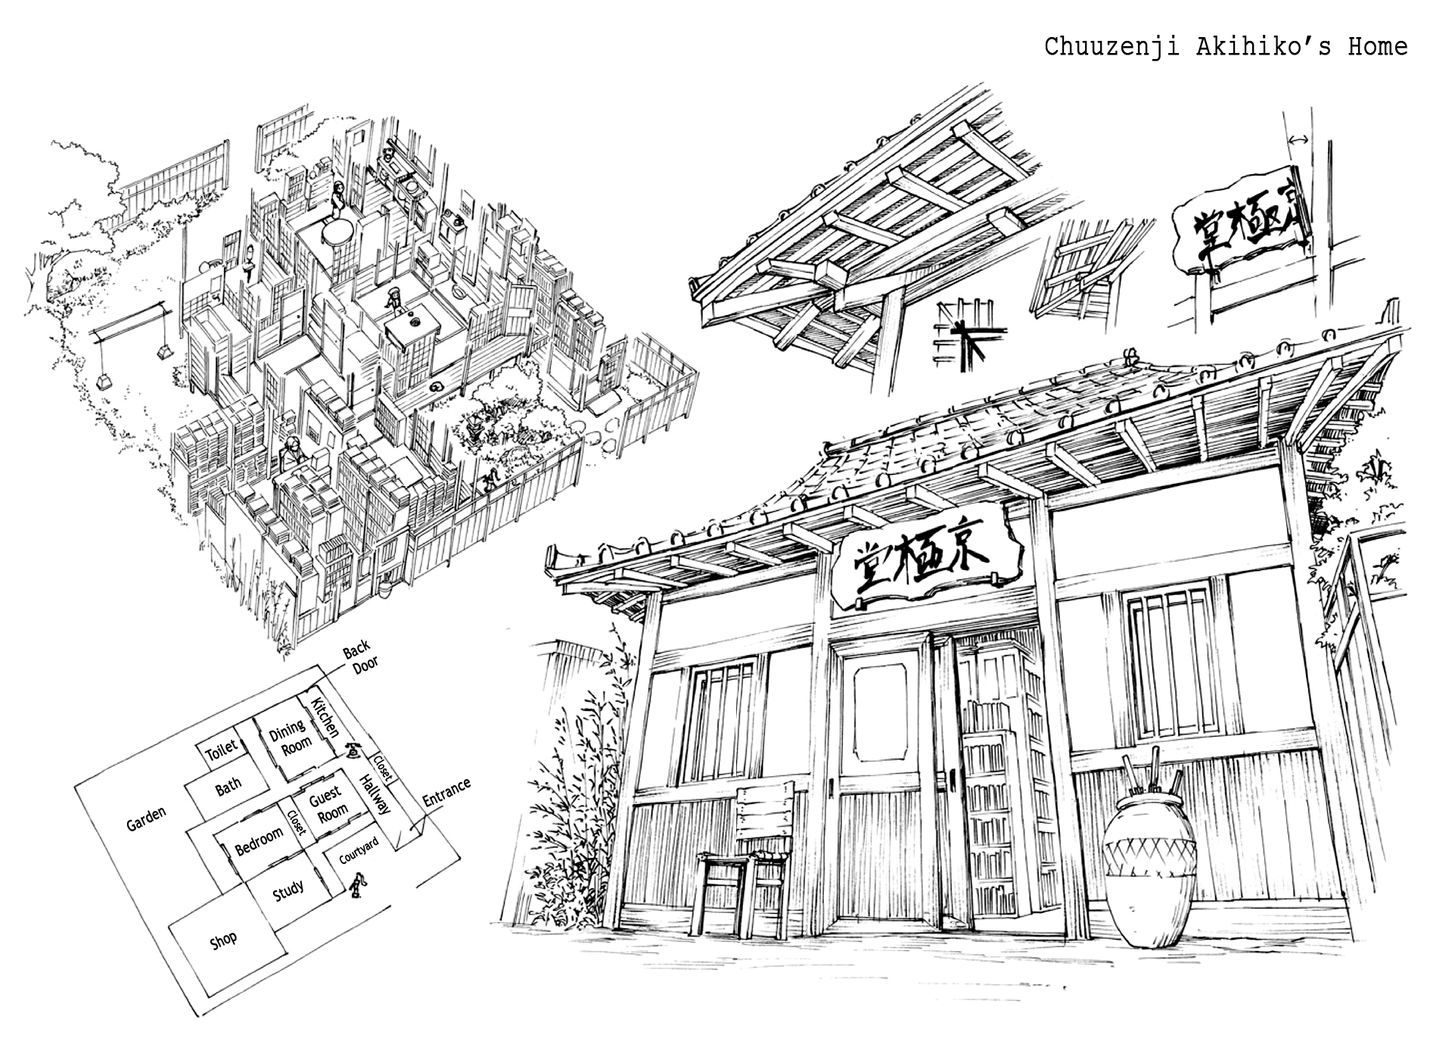 Chuuzenji Akihiko's Home
堂極京
堂極京
Back
Door
Kitchen
Dining
Room
Toilet
Closet
Bath
Hallway
Entrance
Garden
Guest
Room
Closet
Bedroom
Courtyard
Study
Shop